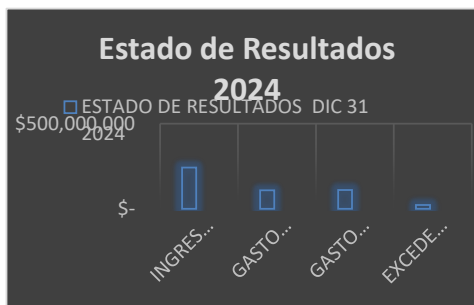 Estado de Resultados
2024
ESTADO DE RESULTADOS DIC 31
2024
$500,000,000
$-
INGRES...
GASTO...
GASTO...
EXCEDE...